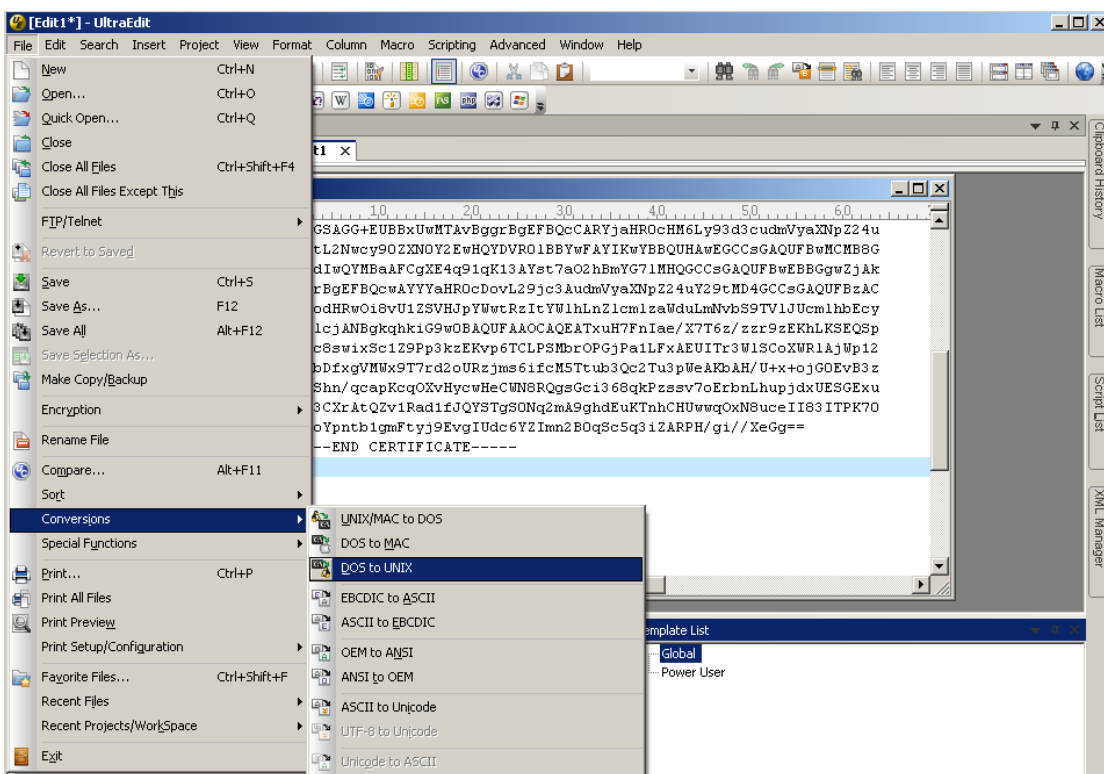 [Edit1*] - UltraEdit
File Edit Search Insert Project View Format Column Macro Scripting Advanced Window Help
New Ctrl+N
Open... Ctrl+O
Quick Open... Ctrl+Q
Close
Close All Files Ctrl+Shift+F4
Close All Files Except This
FTP/Telnet
Revert to Saved
Save Ctrl+S
Save As... F12
Save All Alt+F12
Save Selection As...
Make Copy/Backup
Encryption
Rename File
Compare... Alt+F11
Sort
Conversions
Special Functions
Print... Ctrl+P
Print All Files
Print Preview
Print Setup/Configuration
Favorite Files... Ctrl+Shift+F
Recent Files
Recent Projects/WorkSpace
Exit
UNIX/MAC to DOS
DOS to MAC
DOS to UNIX
EBCDIC to ASCII
ASCII to EBCDIC
OEM to ANSI
ANSI to OEM
ASCII to Unicode
UTF-8 to Unicode
Unicode to ASCII
t1
10 20 30 40 50 60
GSAGG+EUBBxUwMTAvBggrBgEFBQcCARYjaHR0cHM6Ly93d3cudmVyaXNpZ24u
tL2Nwcy90ZXN0Y2EwHQYDVR0lBBYwFAYIKwYBBQUHAwEGCCsGAQUFBwMCMB8G
dIwQYMBaAFCgXE4q91qK13AYst7aO2hBmYG71MHQGCCsGAQUFBwEBBGgwZjAk
rBgEFBQcwAYYYaHR0cDovL29jc3AudmVyaXNpZ24uY29tMD4GCCsGAQUFBzAC
odHRwOi8vU1ZSVHJpYWwtRzItYWlhLnZlcmlzaWduLmNvbS9TVlJUcmlhbEcy
lcjANBgkqhkiG9w0BAQUFAAOCAQEATxuH7FnIae/X7T6z/zzr9zEKhLKSEQSp
c8swixSc1Z9Pp3kzEKvp6TCLPSMbrOPGjPa1LFxAEUITr3W1SCoXWR1AjWp12
bDfxgVMWx9T7rd2oURzjms6ifcM5Ttub3Qc2Tu3pWeAKbAH/U+x+ojGOEvB3z
Shn/qcapKcqOXvHycwHeCWN8RQgsGci368qkPzssv7oErbnLhupjdxUESGExu
3CXrAtQZv1Rad1fJQYSTgSONq2mA9ghdEuKTnhCHUwwqOxN8uceII83ITPK70
oYpntb1gmFtyj9EvgIUdc6YZImn2B0qSc5q3iZARPH/gi//XeGg==
--END CERTIFICATE-----
Clipboard History
Macro List
Script List
XML Manager
emplate List
Global
Power User